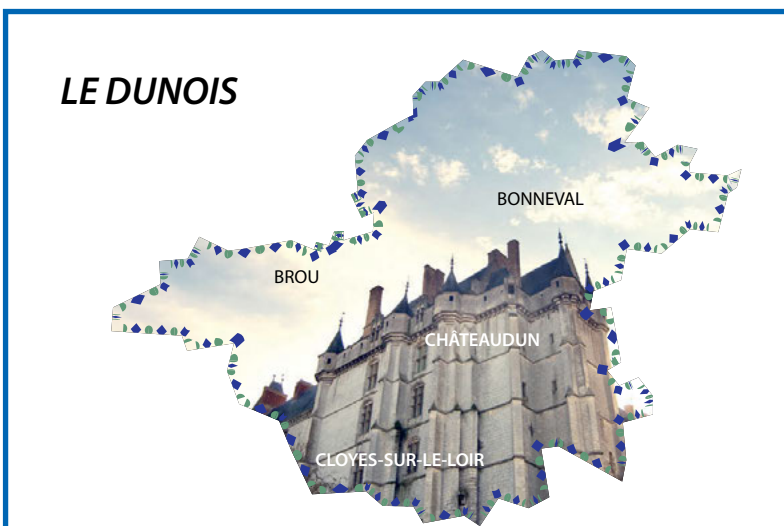 LE DUNOIS
BONNEVAL
BROU
CHÂTEAUDUN
CLOYES-SUR-LE-LOIR